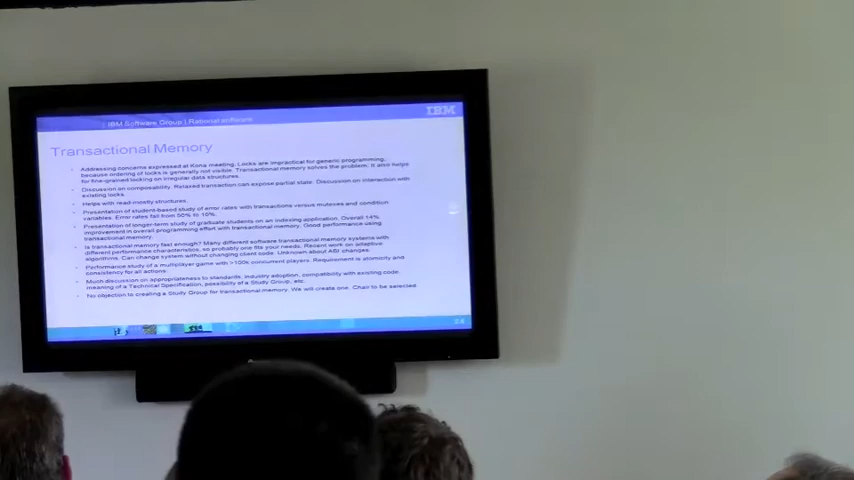 IBM Software Group | Rational software
IBM
Transactional Memory
Addressing concerns expressed at Kona meeting. Locks are impractical for generic programming,
because ordering of locks is generally not visible. Transactional memory solves the problem. It also helps
for fine-grained locking on irregular data structures.
Discussion on composability. Relaxed transaction can expose partial state. Discussion on interaction with
existing locks.
Helps with read-mostly structures.
Presentation of student-based study of error rates with transactions versus mutexes and condition
variables. Error rates fall from 50% to 10%.
Presentation of longer-term study of graduate students on an indexing application. Overall 14%
improvement in overall programming effort with transactional memory. Good performance using
transactional memory.
Is transactional memory fast enough? Many different software transactional memory systems with
different performance characteristics, so probably one fits your needs. Recent work on adaptive
algorithms. Can change system without changing client code. Unknown about ABI changes.
Performance study of a multiplayer game with >100k concurrent players. Requirement is atomicity and
consistency for all actions.
Much discussion on appropriateness to standards, industry adoption, compatibility with existing code,
meaning of a Technical Specification, possibility of a Study Group, etc.
No objection to creating a Study Group for transactional memory. We will create one. Chair to be selected.